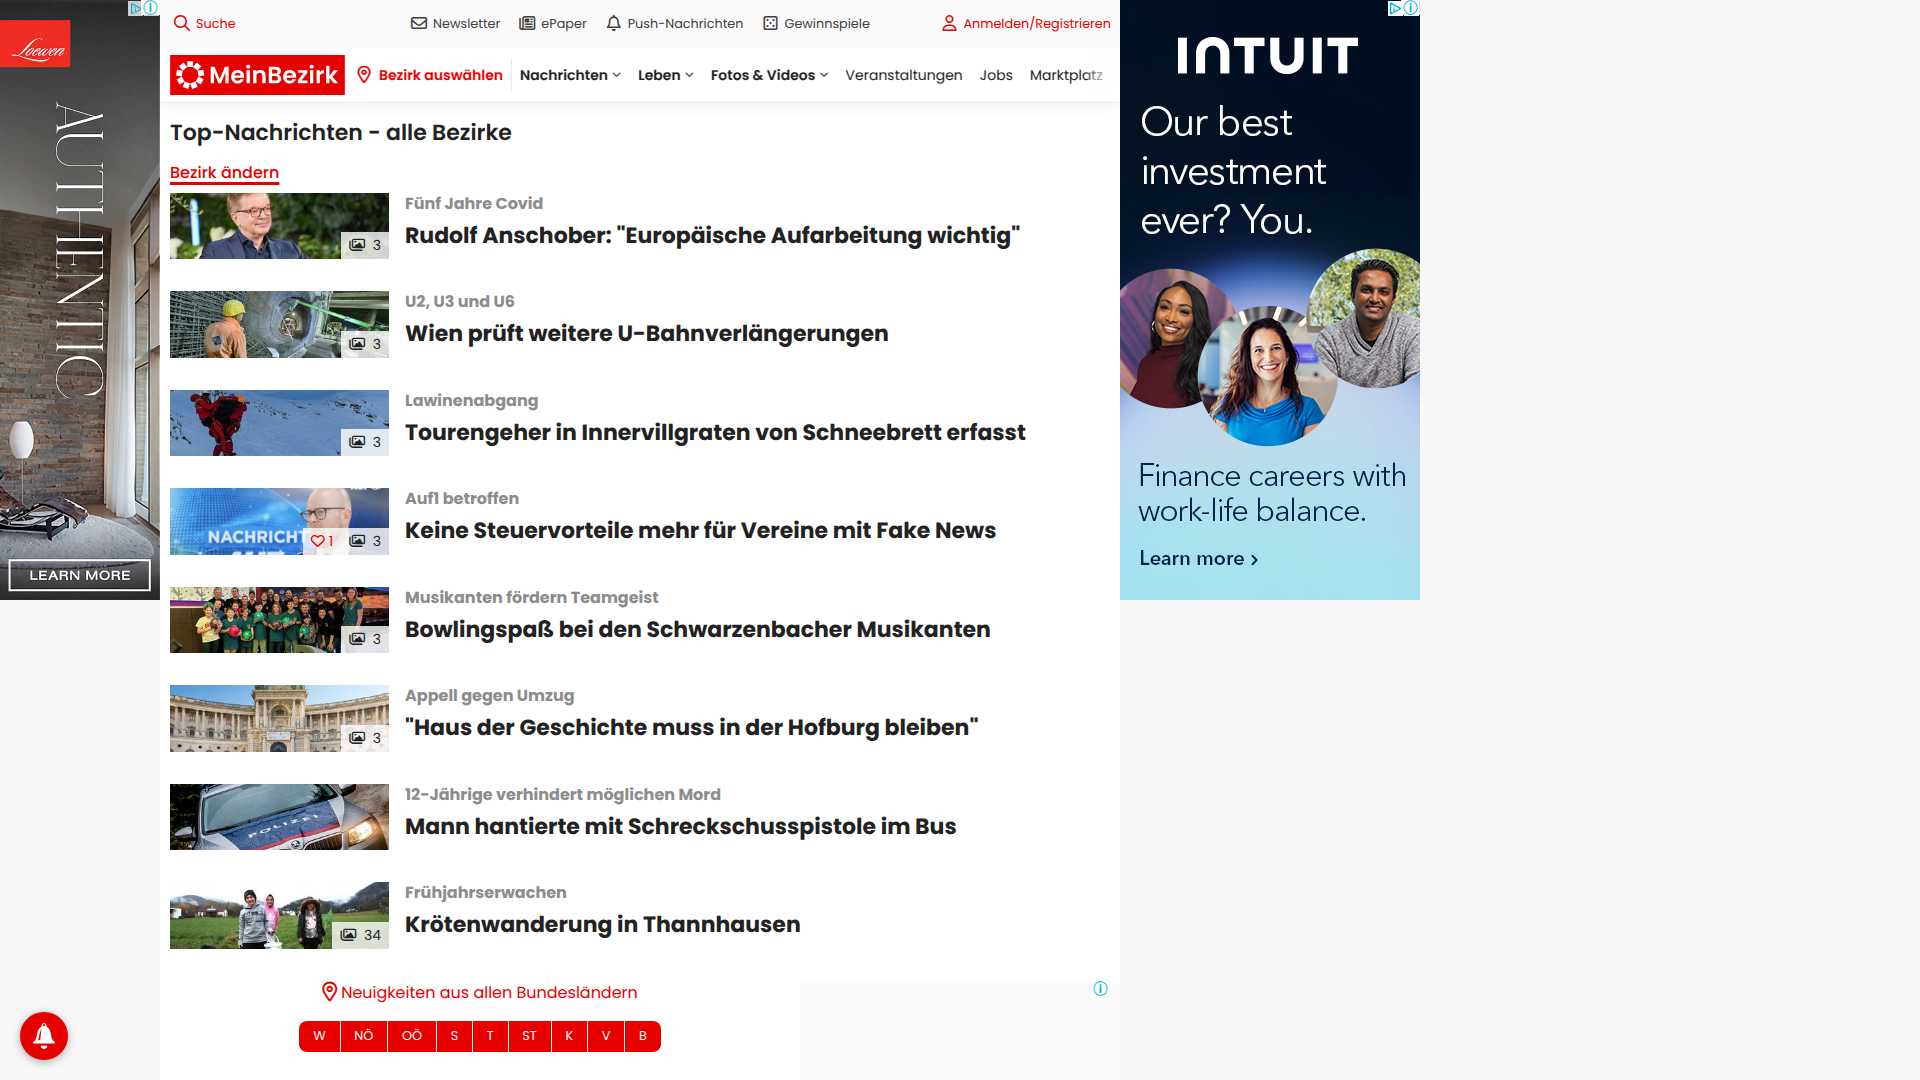 Suche
Newsletter
ePaper
Push-Nachrichten
Gewinnspiele
Anmelden/Registrieren
MeinBezirk
Bezirk auswählen
Nachrichten
Leben
Fotos & Videos
Veranstaltungen
Jobs
Marktplatz
Top-Nachrichten - alle Bezirke
Bezirk ändern
3
Fünf Jahre Covid
Rudolf Anschober: "Europäische Aufarbeitung wichtig"
3
U2, U3 und U6
Wien prüft weitere U-Bahnverlängerungen
3
Lawinenabgang
Tourengeher in Innervillgraten von Schneebrett erfasst
NACHRICHT
1
3
Auf1 betroffen
Keine Steuervorteile mehr für Vereine mit Fake News
3
Musikanten fördern Teamgeist
Bowlingspaß bei den Schwarzenbacher Musikanten
3
Appell gegen Umzug
"Haus der Geschichte muss in der Hofburg bleiben"
POLIZEI
12-Jährige verhindert möglichen Mord
Mann hantierte mit Schreckschusspistole im Bus
34
Frühjahrserwachen
Krötenwanderung in Thannhausen
Neuigkeiten aus allen Bundesländern
W
NÖ
OÖ
S
T
ST
K
V
B
Loewen
AUTHENTIC
LEARN MORE
INTUIT
Our best
investment
ever? You.
Finance careers with
work-life balance.
Learn more